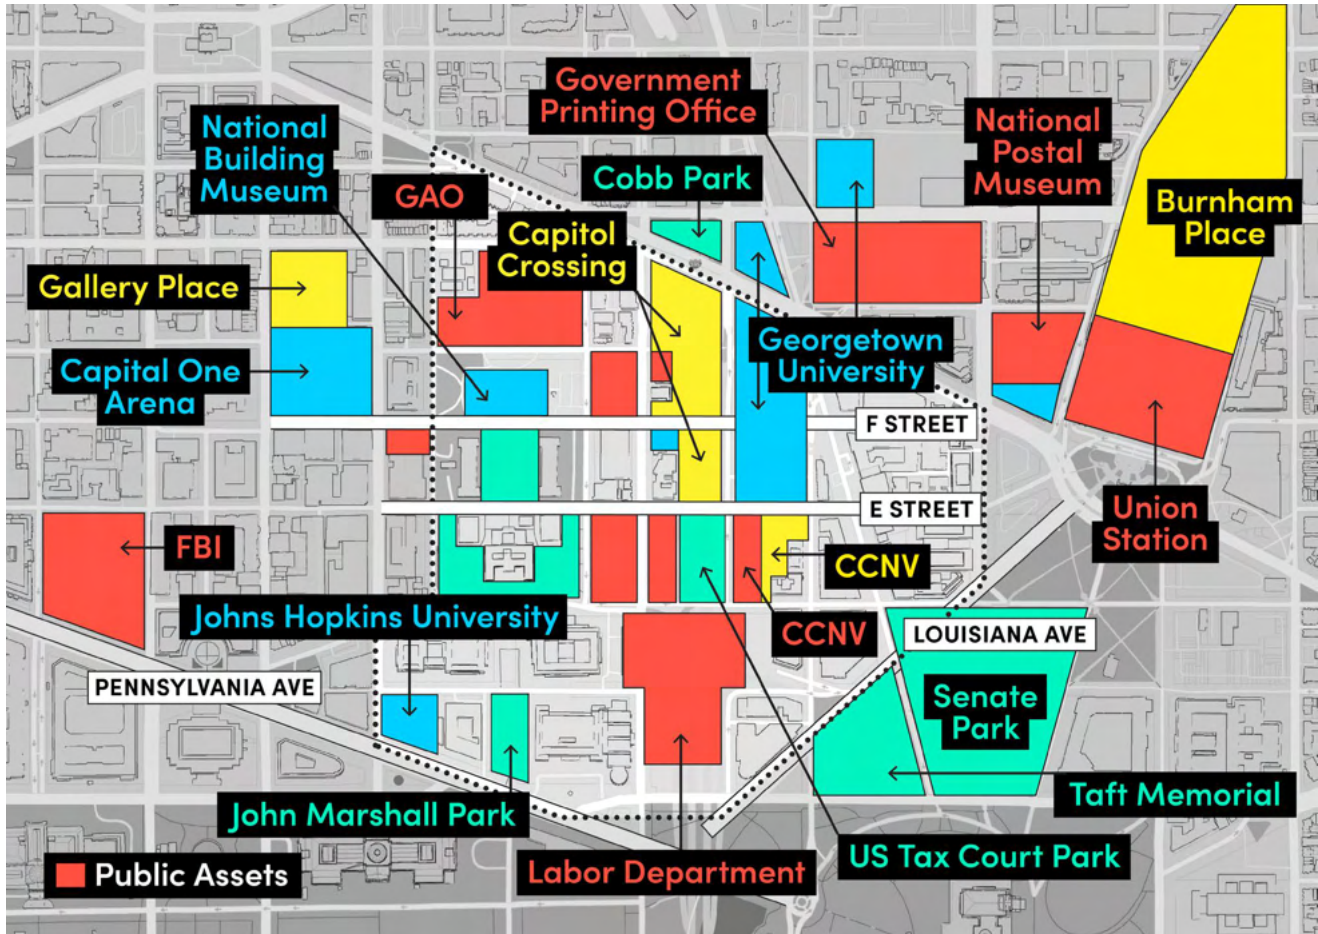 Government
Printing Office
National
Building
Museum
National
Postal
Museum
Cobb Park
GAO
Burnham
Place
Capitol
Crossing
Gallery Place
Georgetown
University
Capital One
Arena
F STREET
E STREET
Union
Station
FBI
CCNV
Johns Hopkins University
CCNV
LOUISIANA AVE
PENNSYLVANIA AVE
Senate
Park
Taft Memorial
John Marshall Park
US Tax Court Park
Labor Department
Public Assets